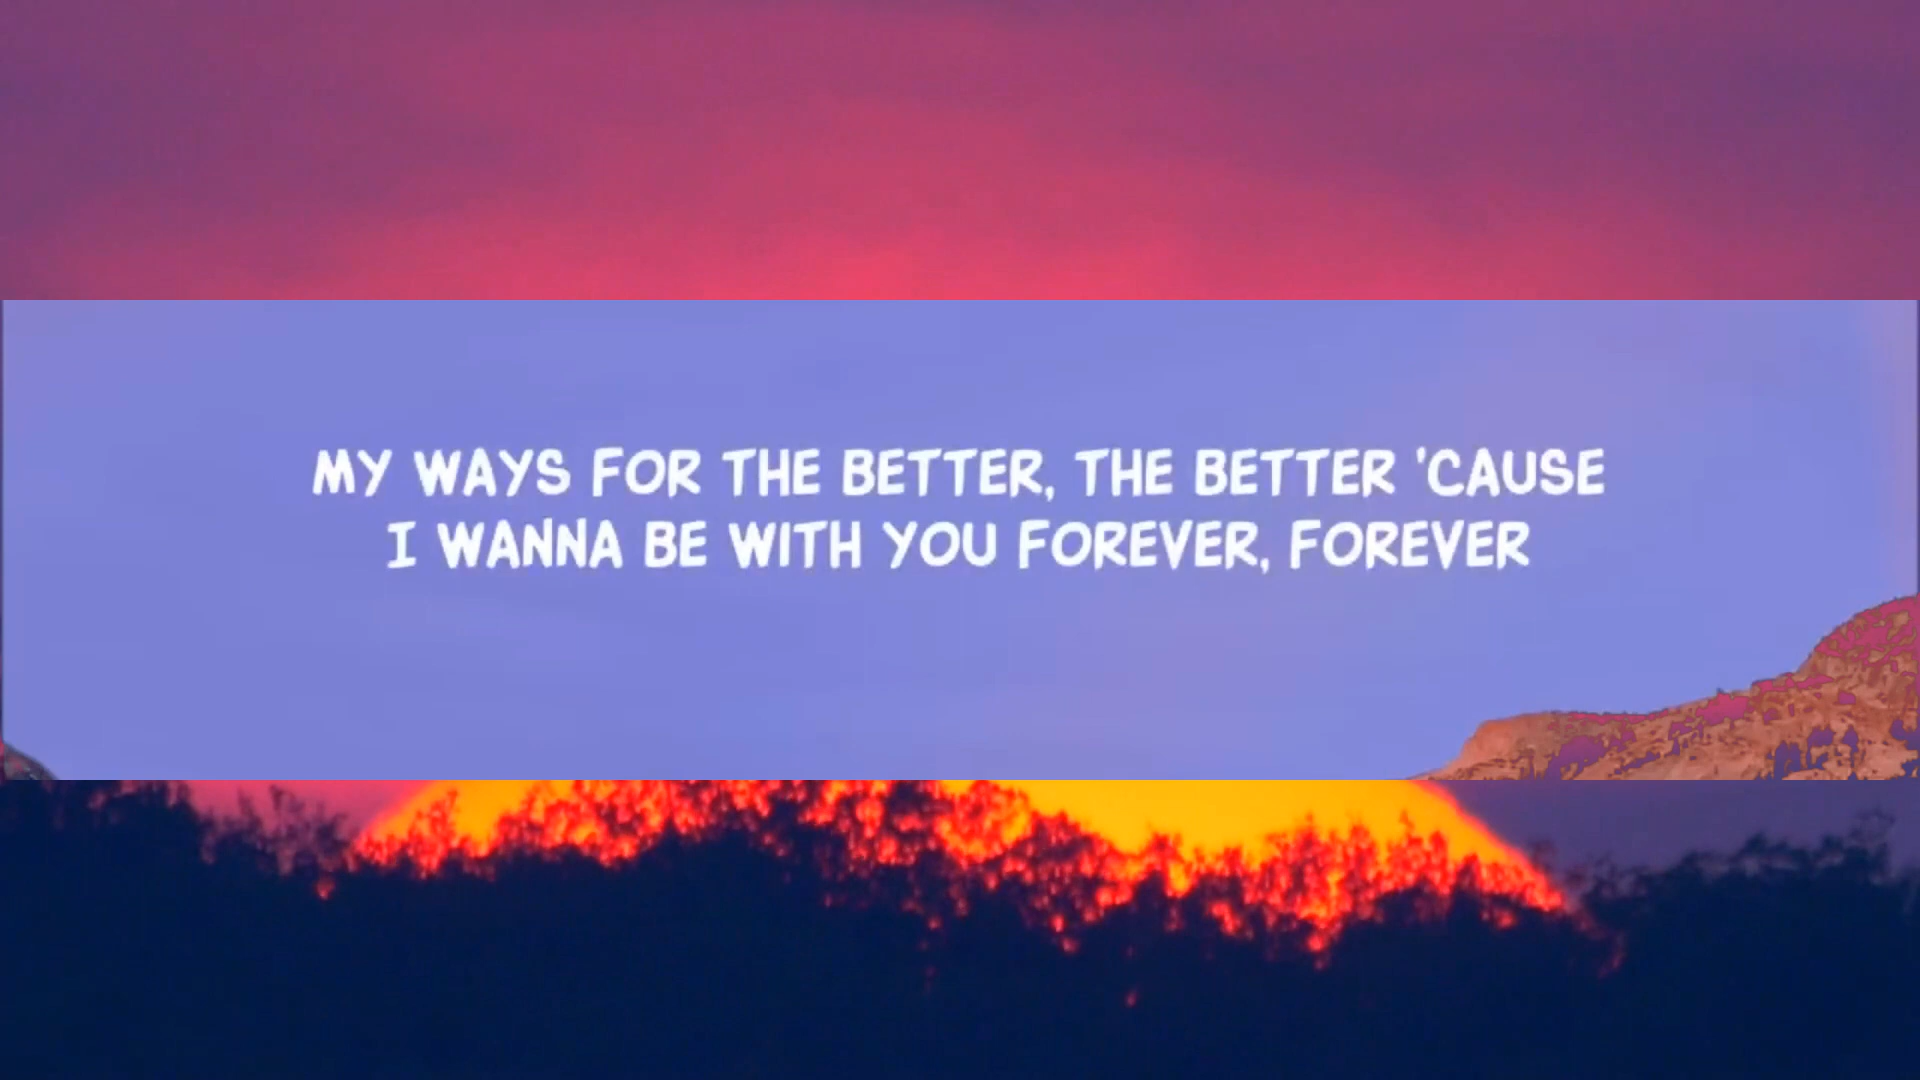 MY WAYS FOR THE BETTER, THE BETTER 'CAUSE
I WANNA BE WITH YOU FOREVER, FOREVER